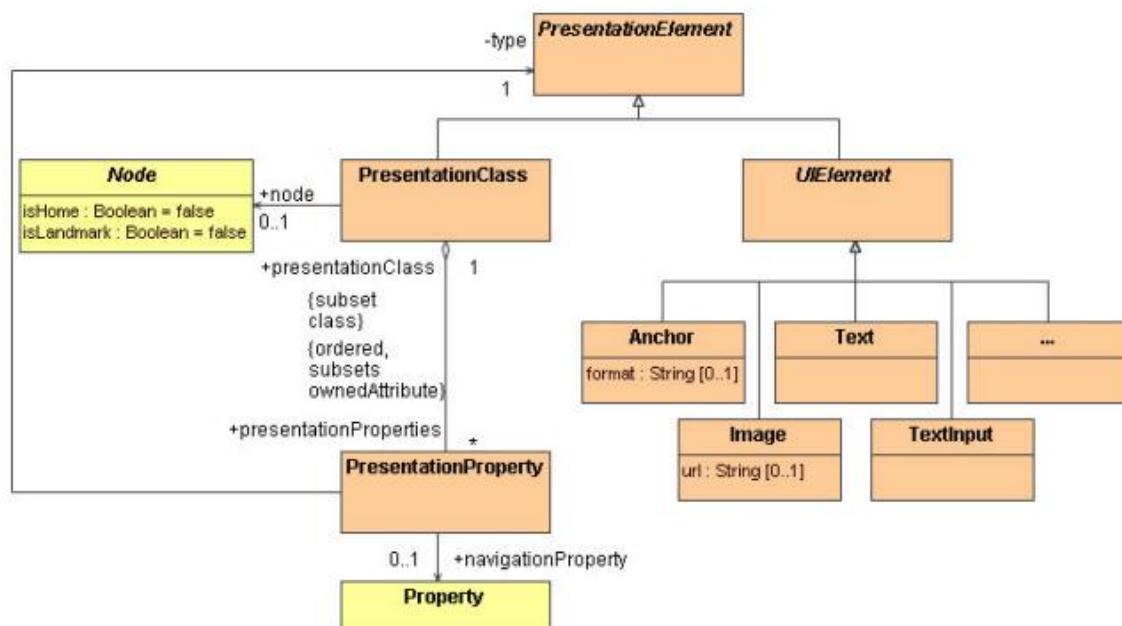 PresentationElement
-type
1
Node
isHome : Boolean = false
isLandmark : Boolean = false
+node
0..1
PresentationClass
UIElement
+presentationClass
1
{subset
class}
{ordered,
subsets
ownedAttribute}
+presentationProperties
*
Anchor
format : String [0..1]
Text
...
Image
url : String [0..1]
TextInput
PresentationProperty
0..1
+navigationProperty
Property